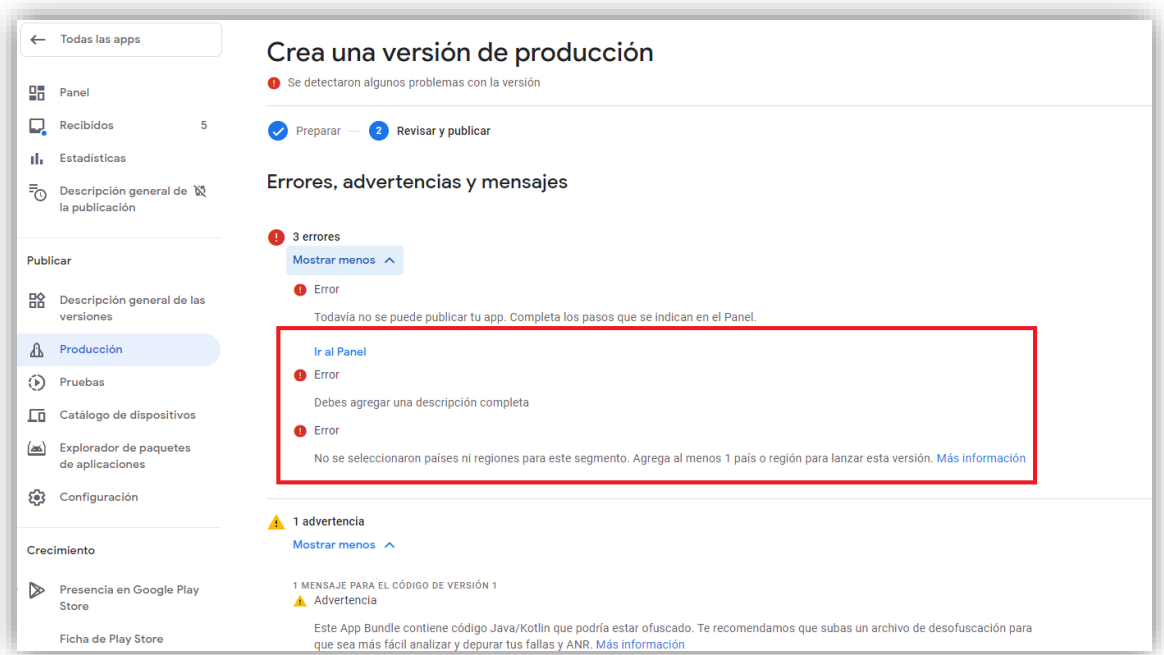 Todas las apps
Panel
Recibidos 5
Estadísticas
Descripción general de
la publicación
Publicar
Descripción general de las
versiones
Producción
Pruebas
Catálogo de dispositivos
Explorador de paquetes
de aplicaciones
Configuración
Crecimiento
Presencia en Google Play
Store
Ficha de Play Store
Crea una versión de producción
Se detectaron algunos problemas con la versión
Preparar
2 Revisar y publicar
Errores, advertencias y mensajes
3 errores
Mostrar menos
Error
Todavía no se puede publicar tu app. Completa los pasos que se indican en el Panel.
Ir al Panel
Error
Debes agregar una descripción completa
Error
No se seleccionaron países ni regiones para este segmento. Agrega al menos 1 país o región para lanzar esta versión. Más información
1 advertencia
Mostrar menos
1 MENSAJE PARA EL CÓDIGO DE VERSIÓN 1
Advertencia
Este App Bundle contiene código Java/Kotlin que podría estar ofuscado. Te recomendamos que subas un archivo de desofuscación para
que sea más fácil analizar y depurar tus fallas y ANR. Más información